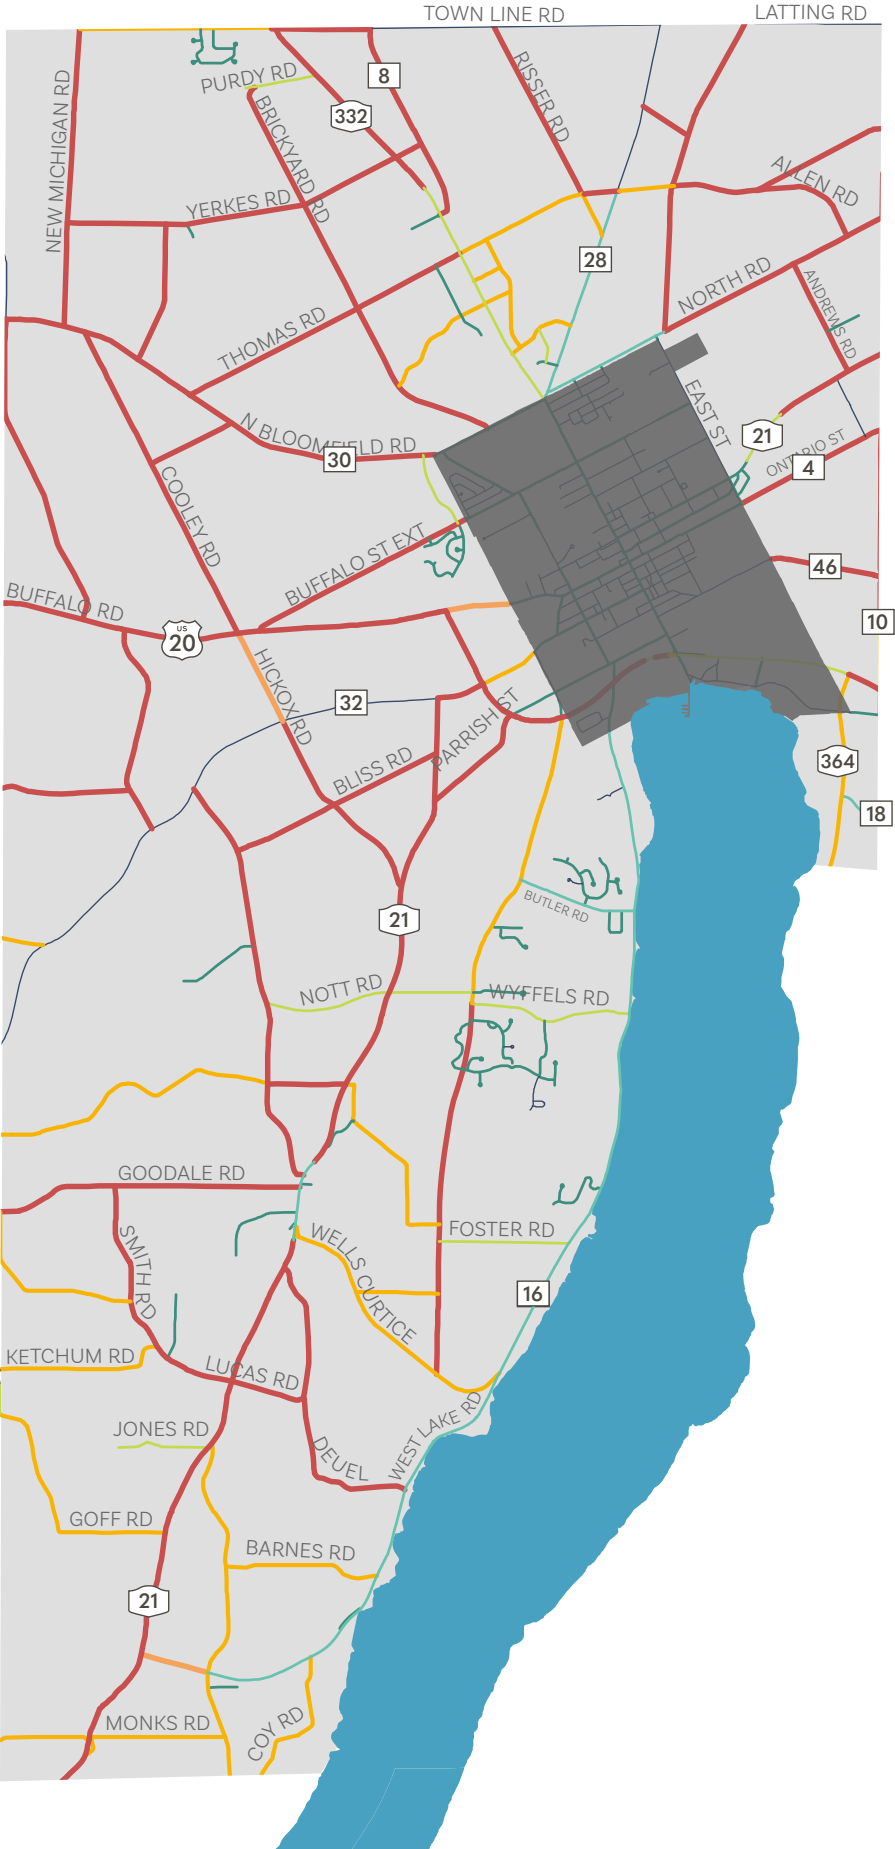 TOWN LINE RD
LATTING RD
NEW MICHIGAN RD
PURDY RD
8
332
BRICKYARD RD
RISSER RD
YERKES RD
ALLEN RD
28
NORTH RD
ANDREWS RD
THOMAS RD
EAST ST
21
ONTARIO ST
4
N BLOOMFIELD RD
30
COOLEY RD
BUFFALO ST EXT
46
BUFFALO RD
US
20
10
HICKOX RD
32
PARRISH ST
BLISS RD
364
18
21
BUTLER RD
NOTT RD
WYFFELS RD
GOODALE RD
SMITH RD
WELLS CURTICE
FOSTER RD
16
KETCHUM RD
LUCAS RD
WEST LAKE RD
JONES RD
DEUEL
GOFF RD
BARNES RD
21
MONKS RD
COY RD